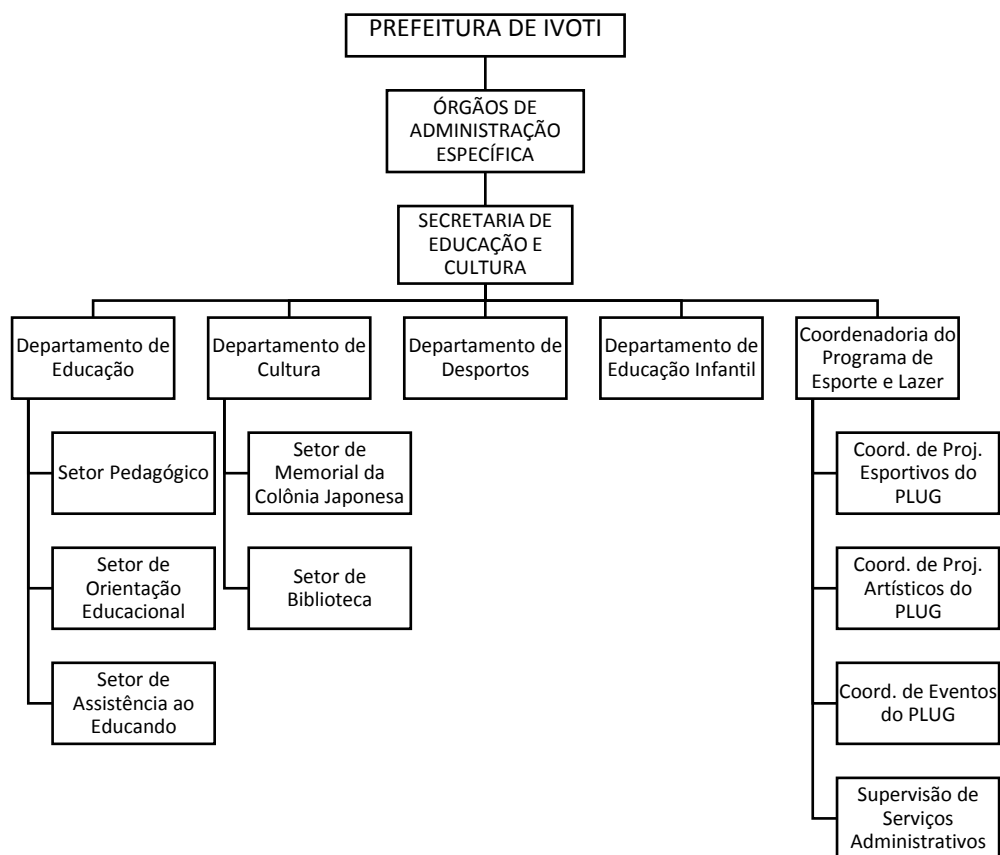 PREFEITURA DE IVOTI
ÓRGÃOS DE
ADMINISTRAÇÃO
ESPECÍFICA
SECRETARIA DE
EDUCAÇÃO E
CULTURA
Departamento de
Educação
Departamento de
Cultura
Departamento de
Desportos
Departamento de
Educação Infantil
Coordenadoria do
Programa de
Esporte e Lazer
Setor Pedagógico
Setor de
Orientação
Educacional
Setor de
Assistência ao
Educando
Setor de
Memorial da
Colônia Japonesa
Setor de
Biblioteca
Coord. de Proj.
Esportivos do
PLUG
Coord. de Proj.
Artísticos do
PLUG
Coord. de Eventos
do PLUG
Supervisão de
Serviços
Administrativos